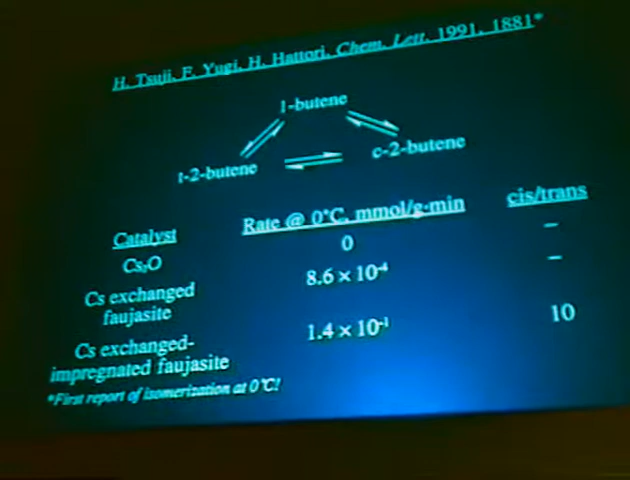 H. Tsuji, F. Yugi, H. Hattori, Chem. Lett. 1991, 1881*
1-butene
t-2-butene
c-2-butene
Catalyst Rate @ 0°C, mmol/g·min cis/trans
Cs₂O 0 –
Cs exchanged
faujasite 8.6 × 10⁻⁴ –
Cs exchanged-
impregnated faujasite 1.4 × 10⁻¹ 10
*First report of isomerization at 0°C!